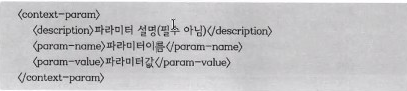 <context-param>
<description>파라미터 설명(필수 아님)</description>
<param-name>파라미터이름</param-name>
<param-value>파라미터값</param-value>
</context-param>